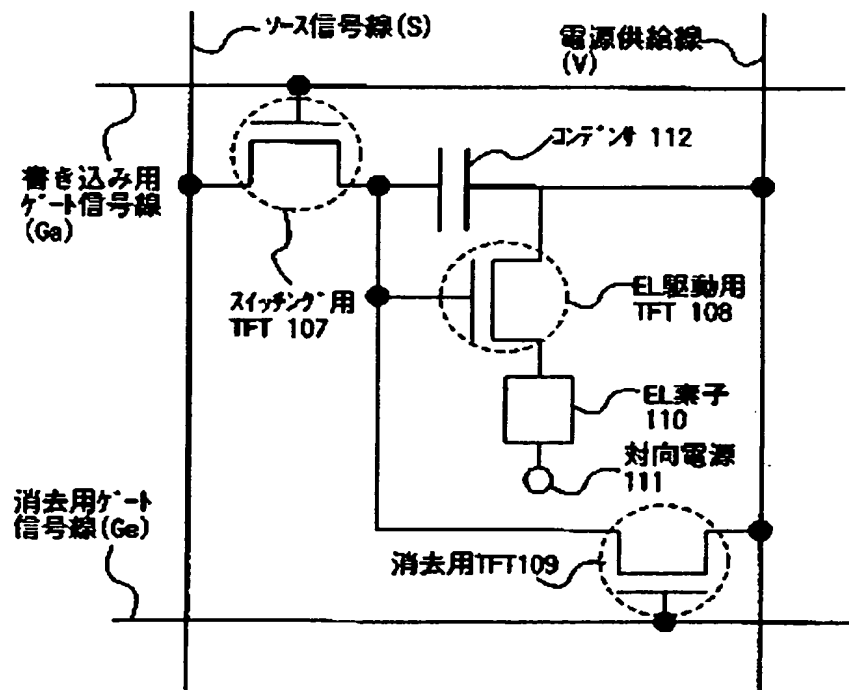 ソース信号線(S)
電源供給線
(V)
コンデンサ 112
書き込み用
ゲート信号線
(Ga)
スイッチング用
TFT 107
EL駆動用
TFT 108
EL素子
110
対向電源
111
消去用ゲート
信号線(Ge)
消去用TFT109